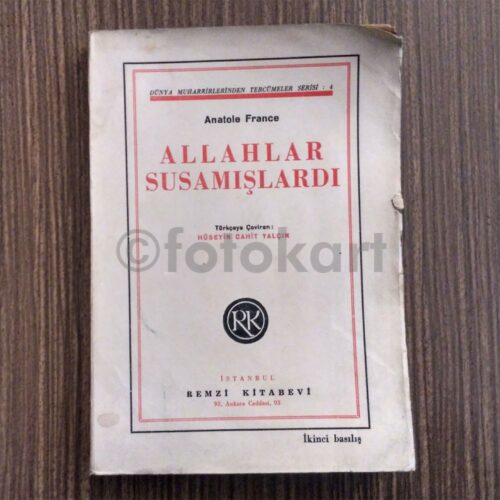 DÜNYA MUHARRİRLERİNDEN TERCÜMELER SERİSİ : 4
Anatole France
ALLAHLAR
SUSAMIŞLARDI
Türkçeye Çeviren:
HÜSEYİN CAHİT YALÇIN
©fotokart
RK
İSTANBUL
REMZİ KİTABEVİ
93, Ankara Caddesi, 93
İkinci basılış